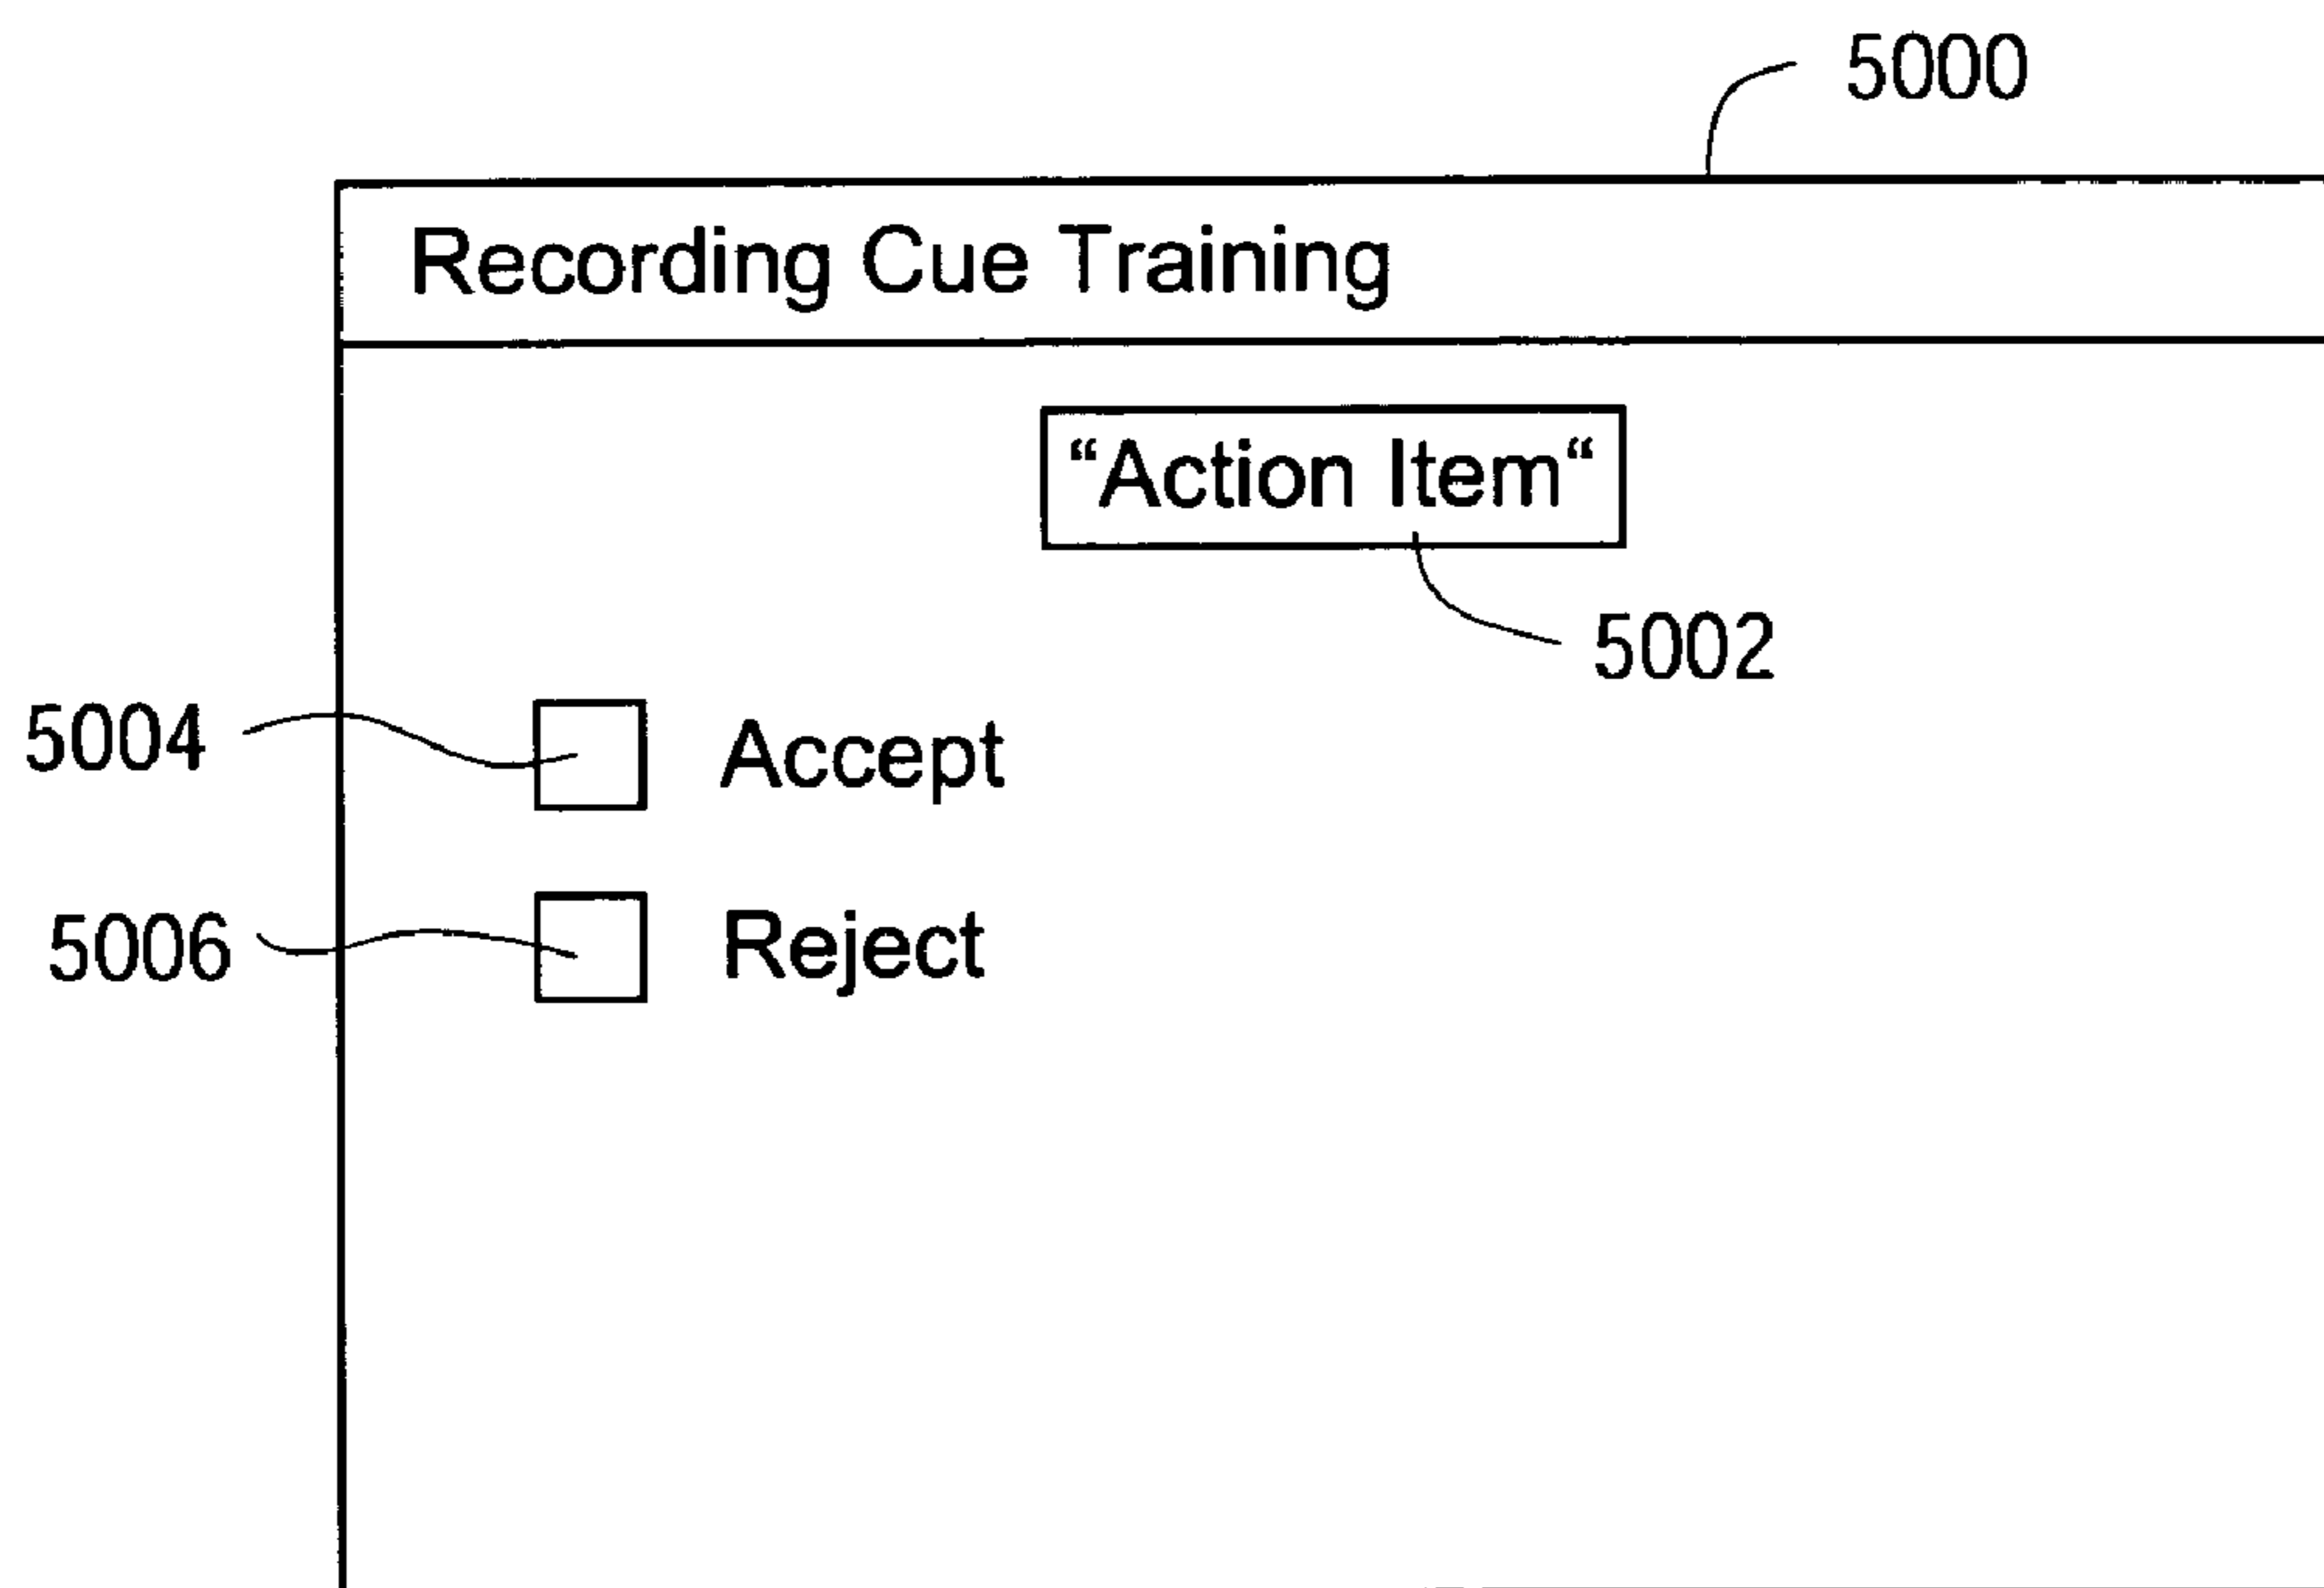 5000
Recording Cue Training
“Action Item“
5002
5004 Accept
5006 Reject